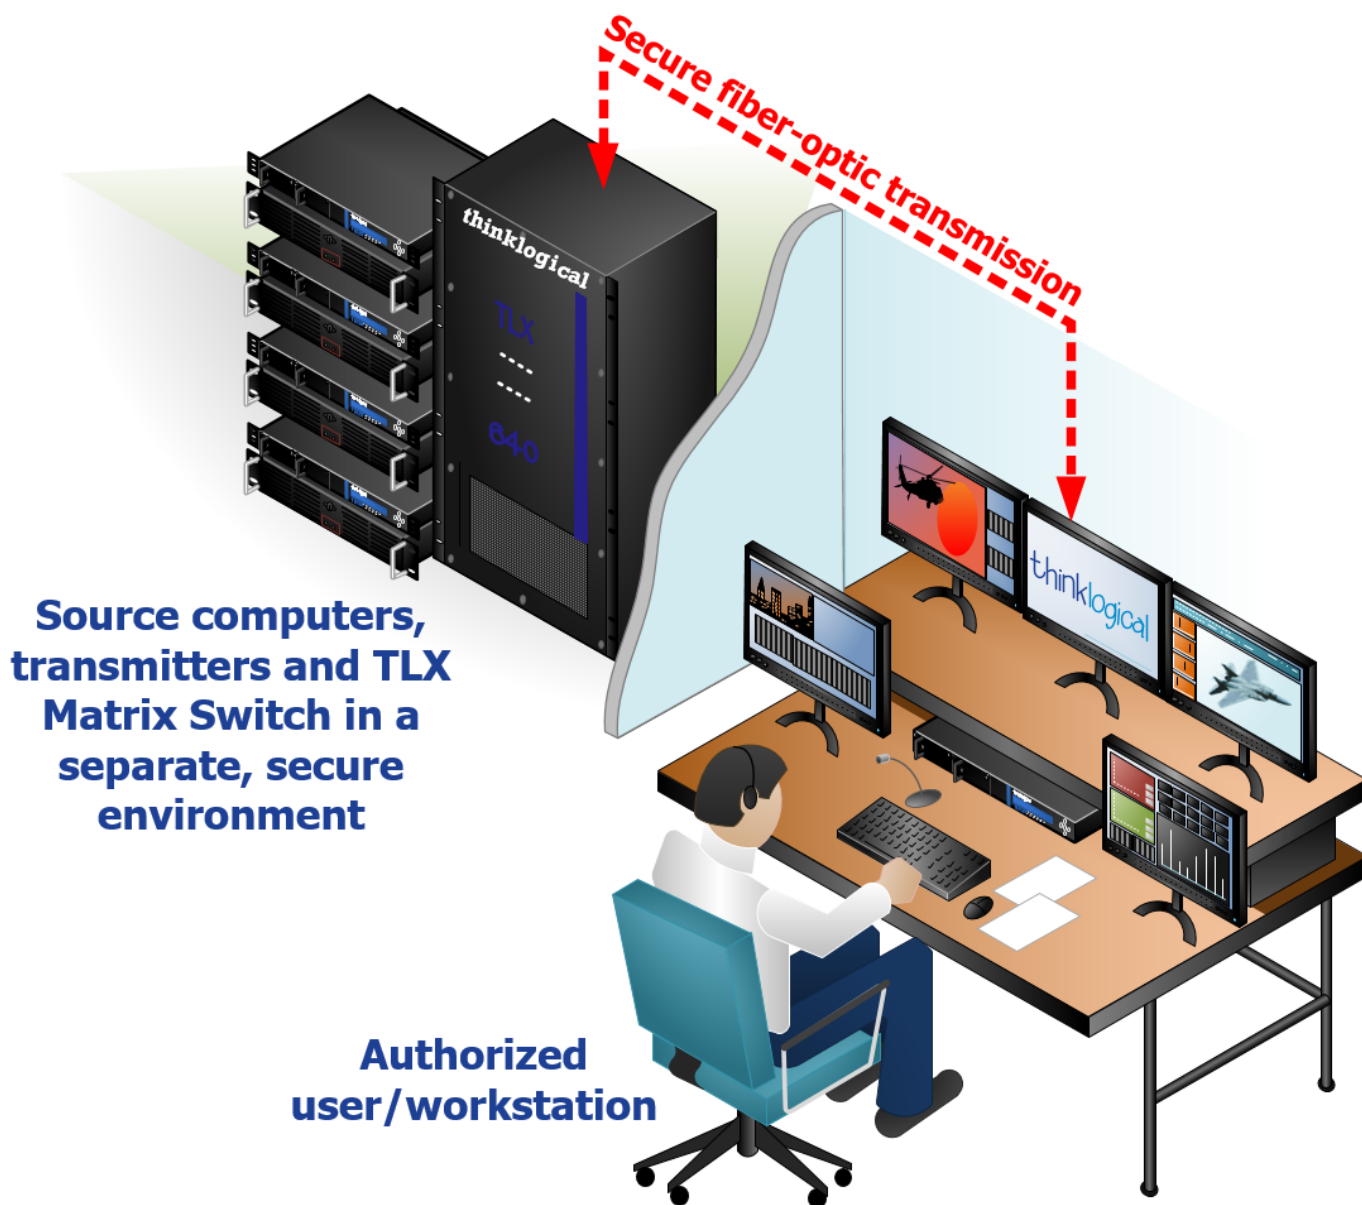 Secure fiber-optic transmission
thinklogical
TLX
640
thinklogical
Source computers,
transmitters and TLX
Matrix Switch in a
separate, secure
environment
Authorized
user/workstation